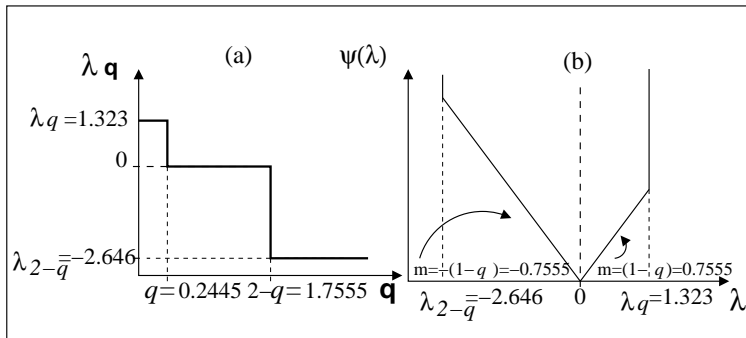 (a)
λ q
λq =1.323
0
λ2−q̄=−2.646
q=0.2445 2−q=1.7555
q
(b)
ψ(λ)
m=−(1−q)=−0.7555
m=(1−q)=0.7555
λ2−q̄=−2.646
0
λq=1.323
λ